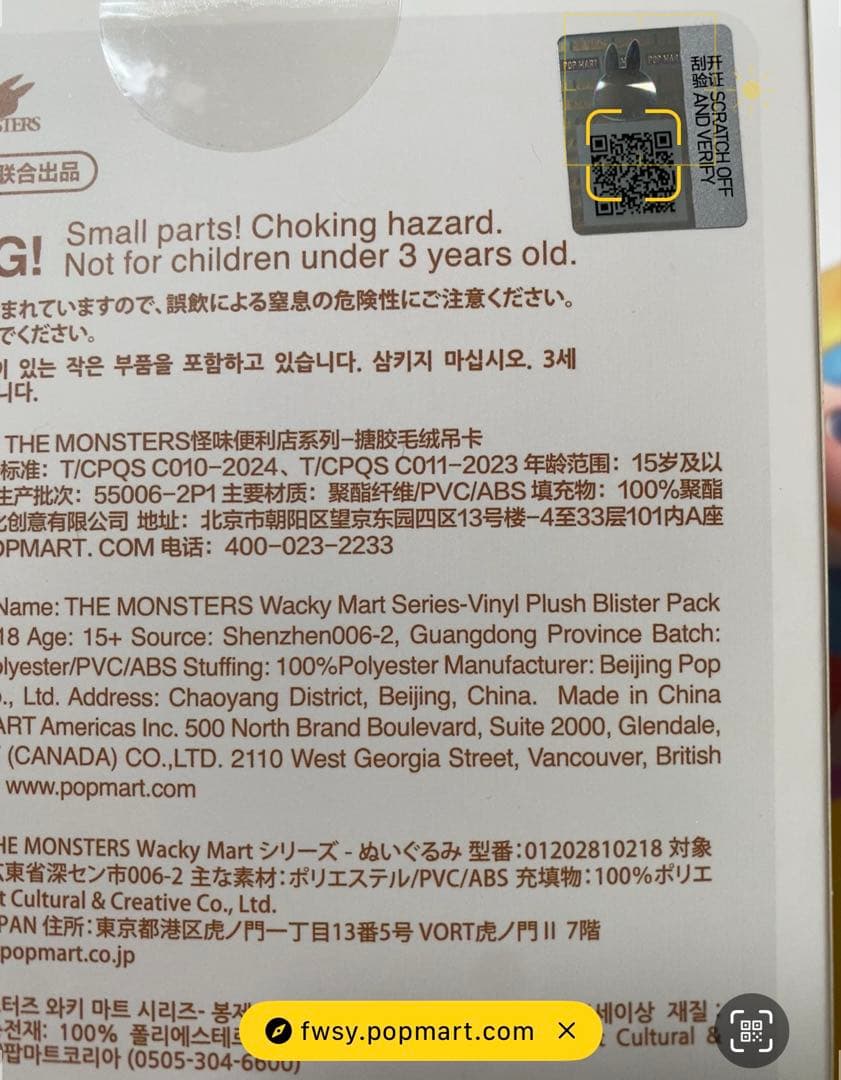 POP MART
POP MART
刮开
验证
SCRATCH OFF
AND VERIFY
STERS
联合出品
G!
Small parts! Choking hazard.
Not for children under 3 years old.
まれていますので、誤飲による窒息の危険性にご注意ください。
でください。
이 있는 작은 부품을 포함하고 있습니다. 삼키지 마십시오. 3세
니다.
THE MONSTERS怪味便利店系列-搪胶毛绒吊卡
标准：T/CPQS C010-2024、T/CPQS C011-2023 年龄范围：15岁及以
生产批次：55006-2P1 主要材质：聚酯纤维/PVC/ABS 填充物：100%聚酯
化创意有限公司 地址：北京市朝阳区望京东园四区13号楼-4至33层101内A座
OPMART. COM 电话：400-023-2233
Name: THE MONSTERS Wacky Mart Series-Vinyl Plush Blister Pack
18 Age: 15+ Source: Shenzhen006-2, Guangdong Province Batch:
olyester/PVC/ABS Stuffing: 100%Polyester Manufacturer: Beijing Pop
o., Ltd. Address: Chaoyang District, Beijing, China. Made in China
ART Americas Inc. 500 North Brand Boulevard, Suite 2000, Glendale,
(CANADA) CO.,LTD. 2110 West Georgia Street, Vancouver, British
www.popmart.com
HE MONSTERS Wacky Mart シリーズ - ぬいぐるみ 型番：01202810218 対象
広東省深セン市006-2 主な素材：ポリエステル/PVC/ABS 充填物：100%ポリエ
t Cultural & Creative Co., Ltd.
PAN 住所：東京都港区虎ノ門一丁目13番5号 VORT虎ノ門II 7階
popmart.co.jp
터즈 와키 마트 시리즈- 봉제
세이상 재질 :
전재: 100% 폴리에스테르
Cultural &
팝마트코리아 (0505-304-6600)
fwsy.popmart.com